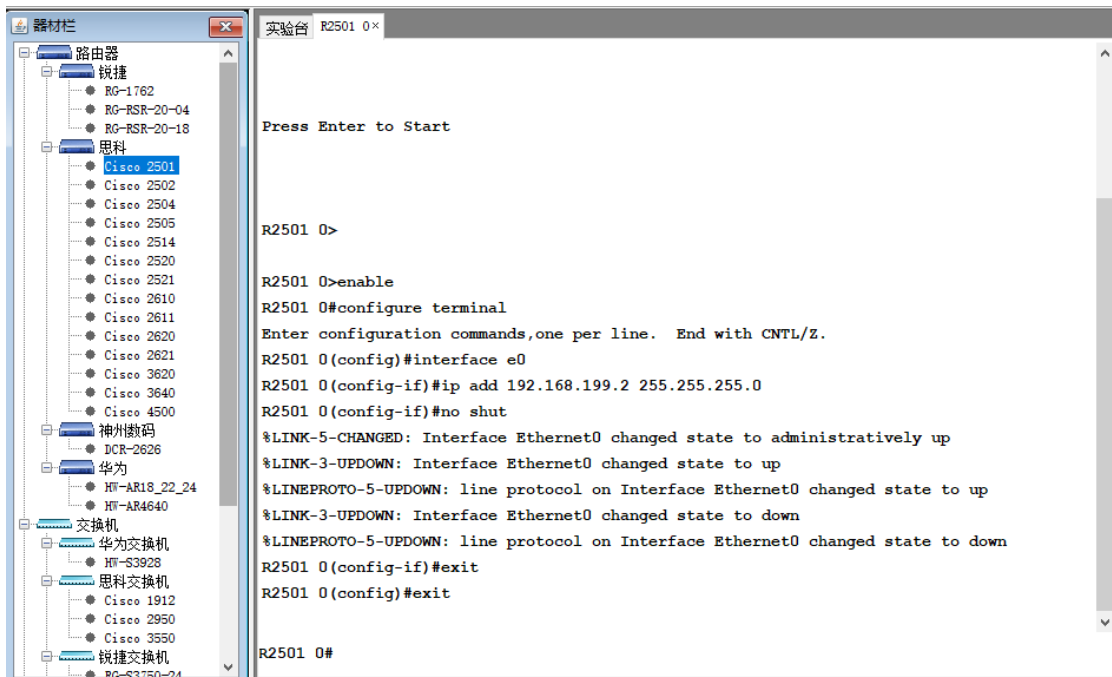 器材栏
路由器
锐捷
RG-1762
RG-RSR-20-04
RG-RSR-20-18
思科
Cisco 2501
Cisco 2502
Cisco 2504
Cisco 2505
Cisco 2514
Cisco 2520
Cisco 2521
Cisco 2610
Cisco 2611
Cisco 2620
Cisco 2621
Cisco 3620
Cisco 3640
Cisco 4500
神州数码
DCR-2626
华为
HW-AR18_22_24
HW-AR4640
交换机
华为交换机
HW-S3928
思科交换机
Cisco 1912
Cisco 2950
Cisco 3550
锐捷交换机
RG-S3750-24
实验台 R2501 0×
Press Enter to Start
R2501 0>
R2501 0>enable
R2501 0#configure terminal
Enter configuration commands,one per line.  End with CNTL/Z.
R2501 0(config)#interface e0
R2501 0(config-if)#ip add 192.168.199.2 255.255.255.0
R2501 0(config-if)#no shut
%LINK-5-CHANGED: Interface Ethernet0 changed state to administratively up
%LINK-3-UPDOWN: Interface Ethernet0 changed state to up
%LINEPROTO-5-UPDOWN: line protocol on Interface Ethernet0 changed state to up
%LINK-3-UPDOWN: Interface Ethernet0 changed state to down
%LINEPROTO-5-UPDOWN: line protocol on Interface Ethernet0 changed state to down
R2501 0(config-if)#exit
R2501 0(config)#exit
R2501 0#